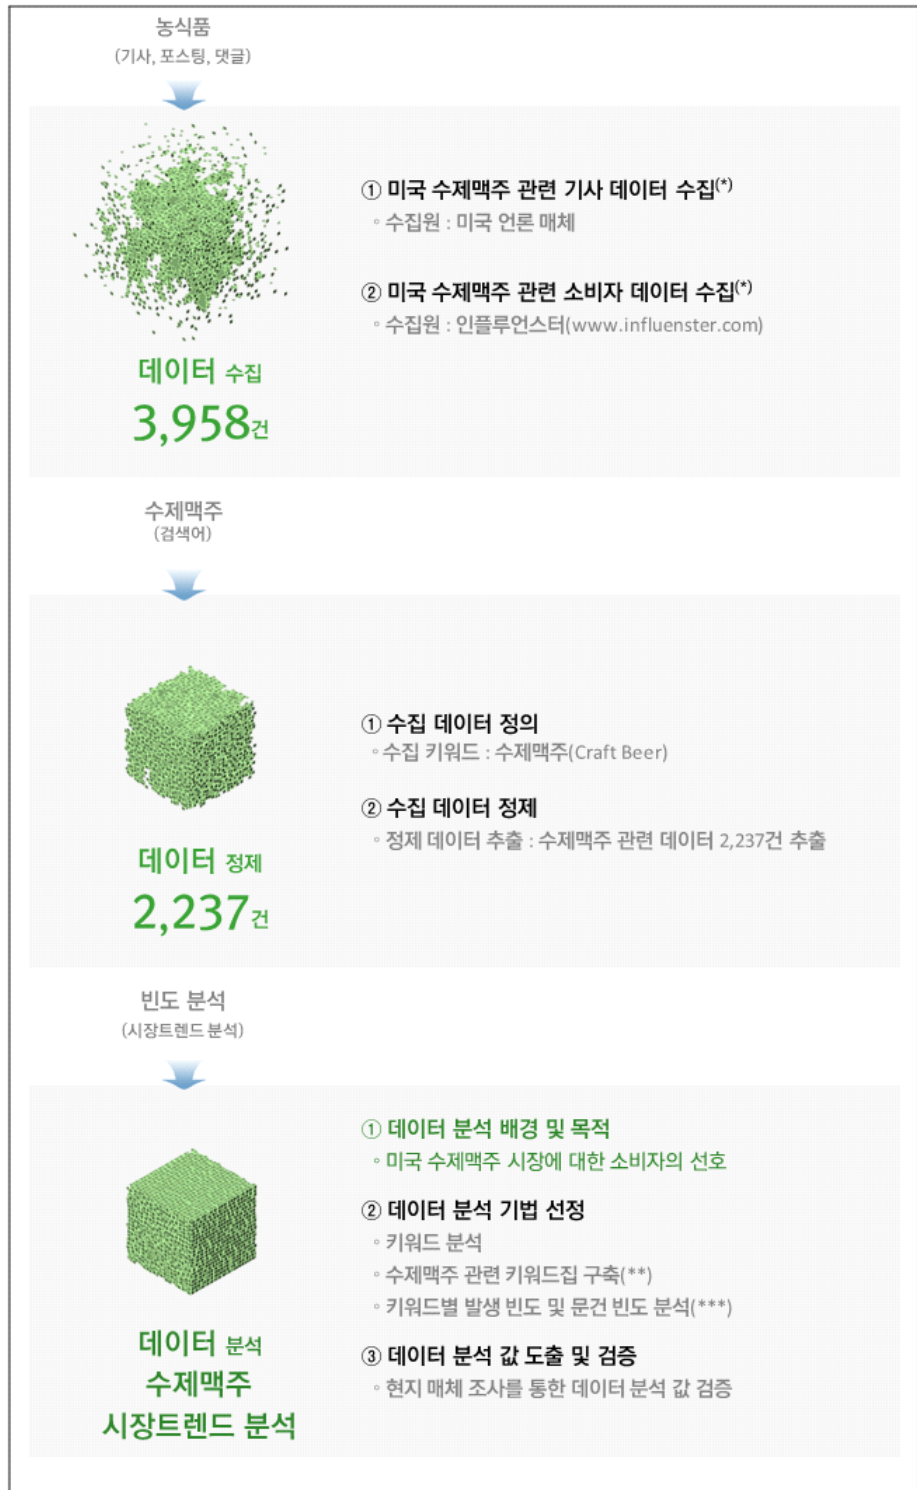 농식품
(기사, 포스팅, 댓글)
① 미국 수제맥주 관련 기사 데이터 수집(*)
◦ 수집원 : 미국 언론 매체
② 미국 수제맥주 관련 소비자 데이터 수집(*)
◦ 수집원 : 인플루언스터(www.influenster.com)
데이터 수집
3,958건
수제맥주
(검색어)
① 수집 데이터 정의
◦ 수집 키워드 : 수제맥주(Craft Beer)
② 수집 데이터 정제
◦ 정제 데이터 추출 : 수제맥주 관련 데이터 2,237건 추출
데이터 정제
2,237건
빈도 분석
(시장트렌드 분석)
① 데이터 분석 배경 및 목적
◦ 미국 수제맥주 시장에 대한 소비자의 선호
② 데이터 분석 기법 선정
◦ 키워드 분석
◦ 수제맥주 관련 키워드집 구축(**)
◦ 키워드별 발생 빈도 및 문건 빈도 분석(***)
③ 데이터 분석 값 도출 및 검증
◦ 현지 매체 조사를 통한 데이터 분석 값 검증
데이터 분석
수제맥주
시장트렌드 분석